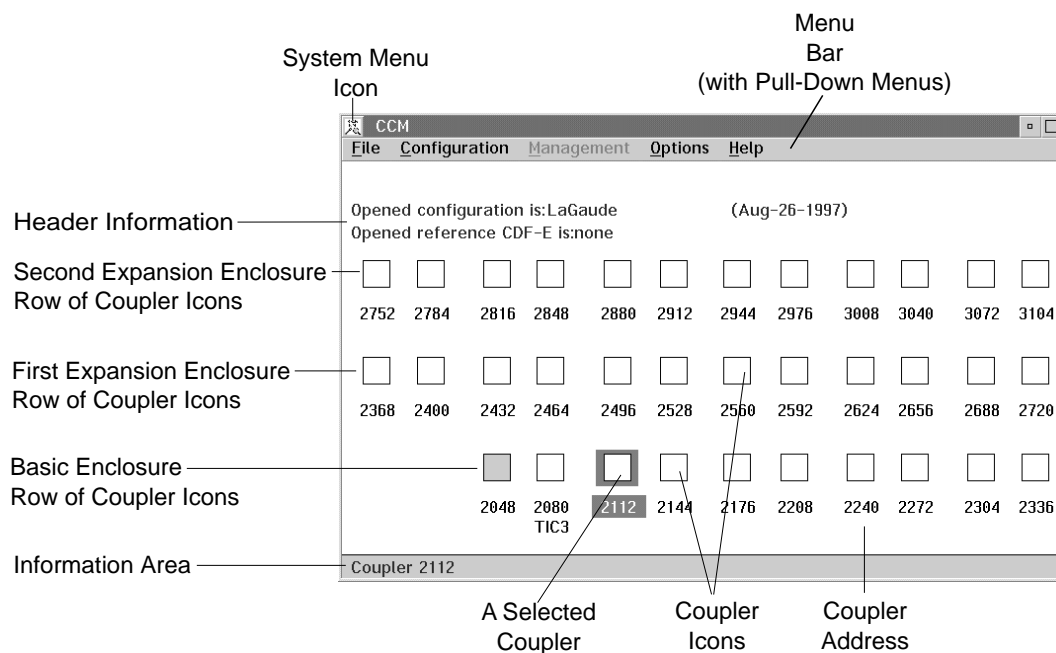 Menu
Bar
(with Pull-Down Menus)
System Menu
Icon
CCM
File Configuration Management Options Help
Header Information
Opened configuration is:LaGaude (Aug-26-1997)
Opened reference CDF-E is:none
Second Expansion Enclosure
Row of Coupler Icons
2752 2784 2816 2848 2880 2912 2944 2976 3008 3040 3072 3104
First Expansion Enclosure
Row of Coupler Icons
2368 2400 2432 2464 2496 2528 2560 2592 2624 2656 2688 2720
Basic Enclosure
Row of Coupler Icons
2048 2080 2112 2144 2176 2208 2240 2272 2304 2336
TIC3
Information Area
Coupler 2112
A Selected
Coupler
Coupler
Icons
Coupler
Address